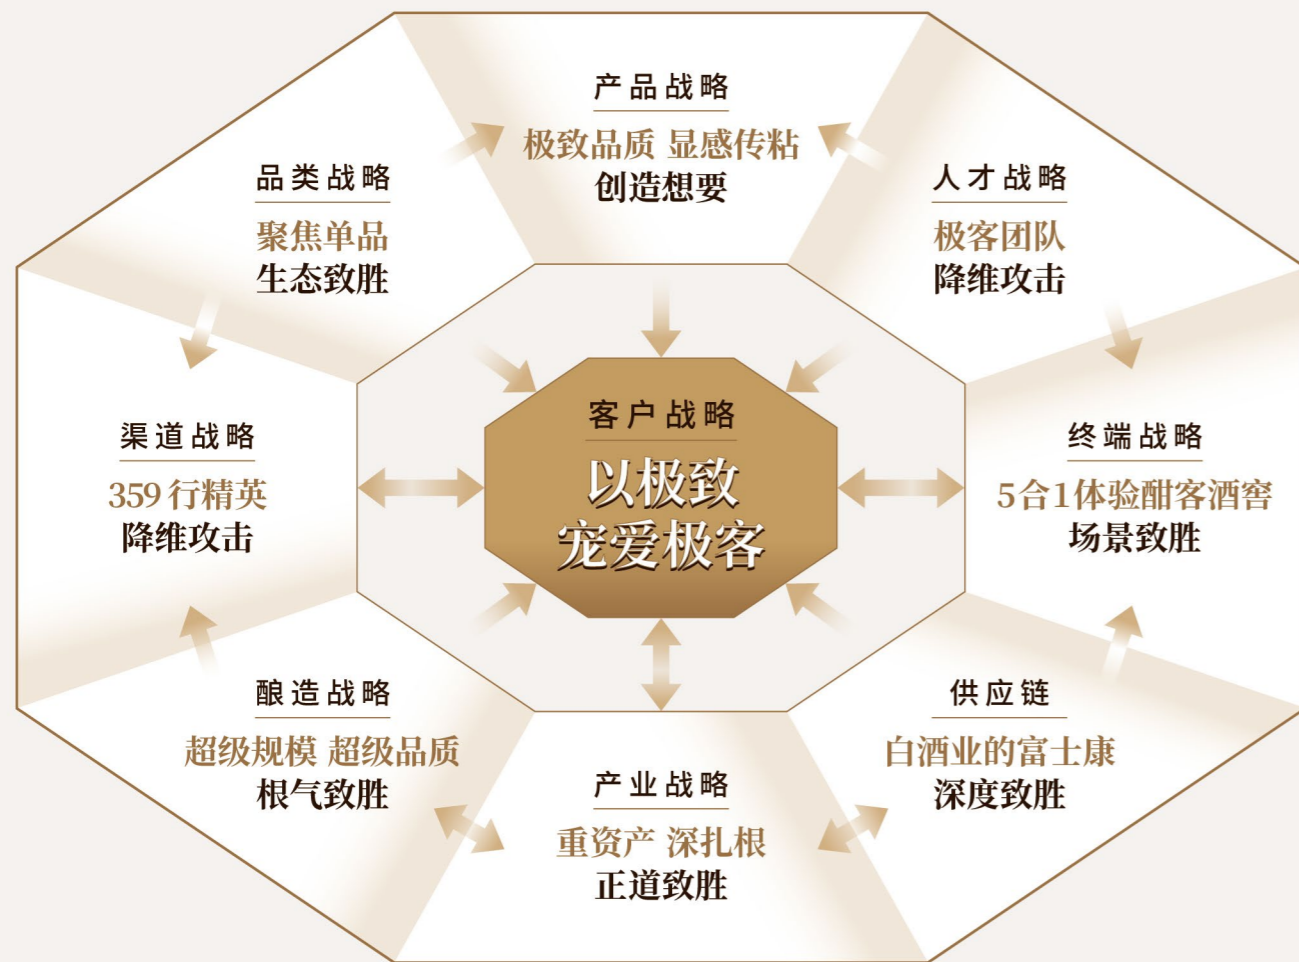 产品战略
极致品质 显感传粘
创造想要
品类战略
聚焦单品
生态致胜
人才战略
极客团队
降维攻击
渠道战略
359行精英
降维攻击
客户战略
以极致
宠爱极客
终端战略
5合1体验酣客酒窖
场景致胜
酿造战略
超级规模 超级品质
根气致胜
产业战略
重资产 深扎根
正道致胜
供应链
白酒业的富士康
深度致胜